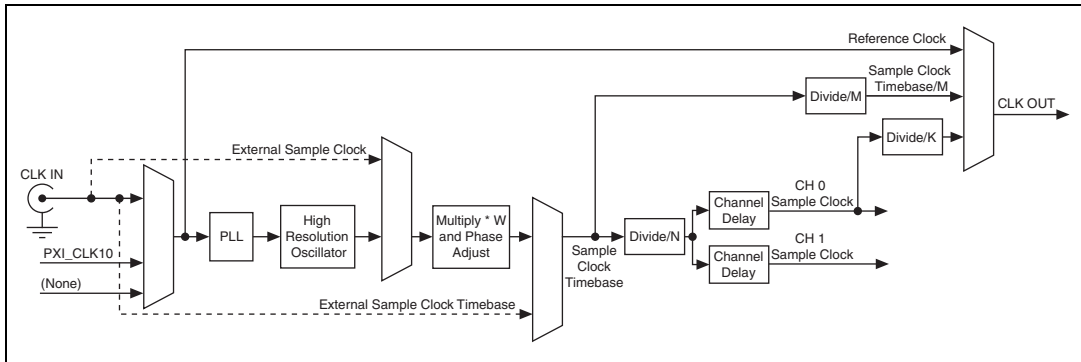 Reference Clock
Sample Clock
Timebase/M
Divide/M
CLK OUT
Divide/K
External Sample Clock
CLK IN
PLL
High
Resolution
Oscillator
Multiply * W
and Phase
Adjust
Channel
Delay
CH 0
Sample Clock
Divide/N
Sample
Clock
Timebase
Channel
Delay
CH 1
Sample Clock
PXI_CLK10
(None)
External Sample Clock Timebase